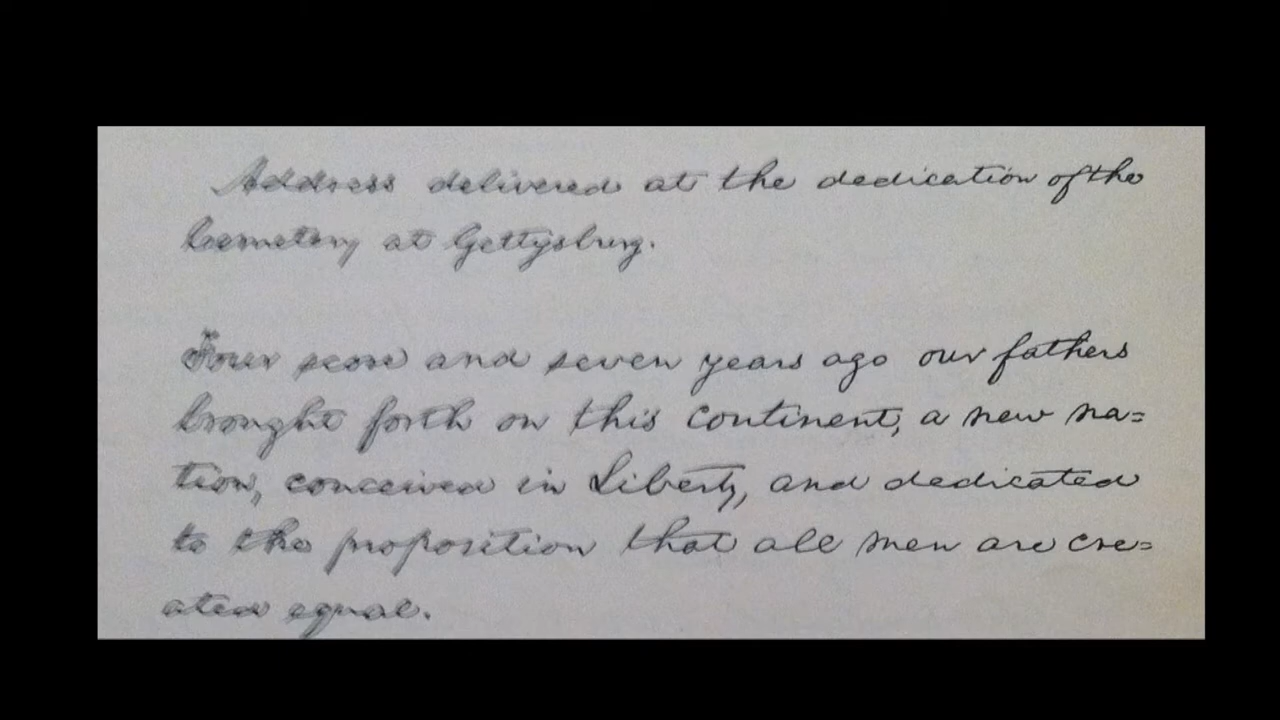 Address delivered at the dedication of the
Cemetery at Gettysburg.
Four score and seven years ago our fathers
brought forth on this continent, a new na=
tion, conceived in Liberty, and dedicated
to the proposition that all men are cre=
ated equal.